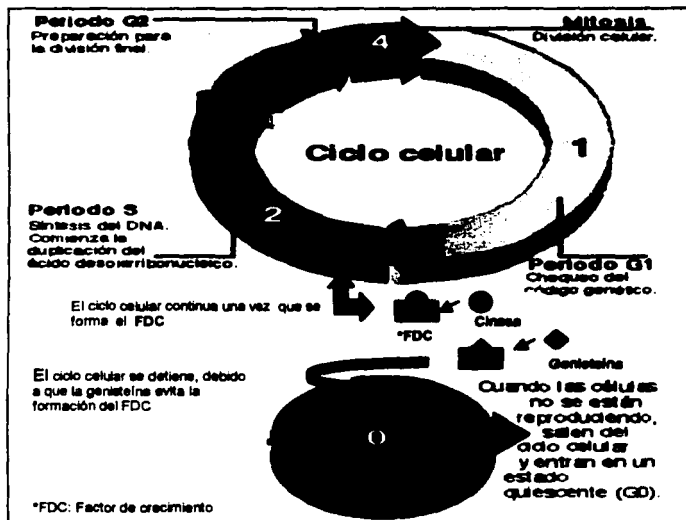 Periodo G2
Preparación para
la división final.
Mitosis
División celular.
4
1
Ciclo celular
2
Periodo S
Síntesis del DNA.
Comienza la
duplicación del
ácido desoxirribonucleico.
Periodo G1
Chequeo del
código genético.
El ciclo celular continua una vez que se
forma el FDC
*FDC
Cinasa
Genisteína
El ciclo celular se detiene, debido
a que la genisteína evita la
formación del FDC
0
Cuando las células
no se están
reproduciendo,
salen del
ciclo celular
y entran en un
estado
quiescente (G0).
*FDC: Factor de crecimiento